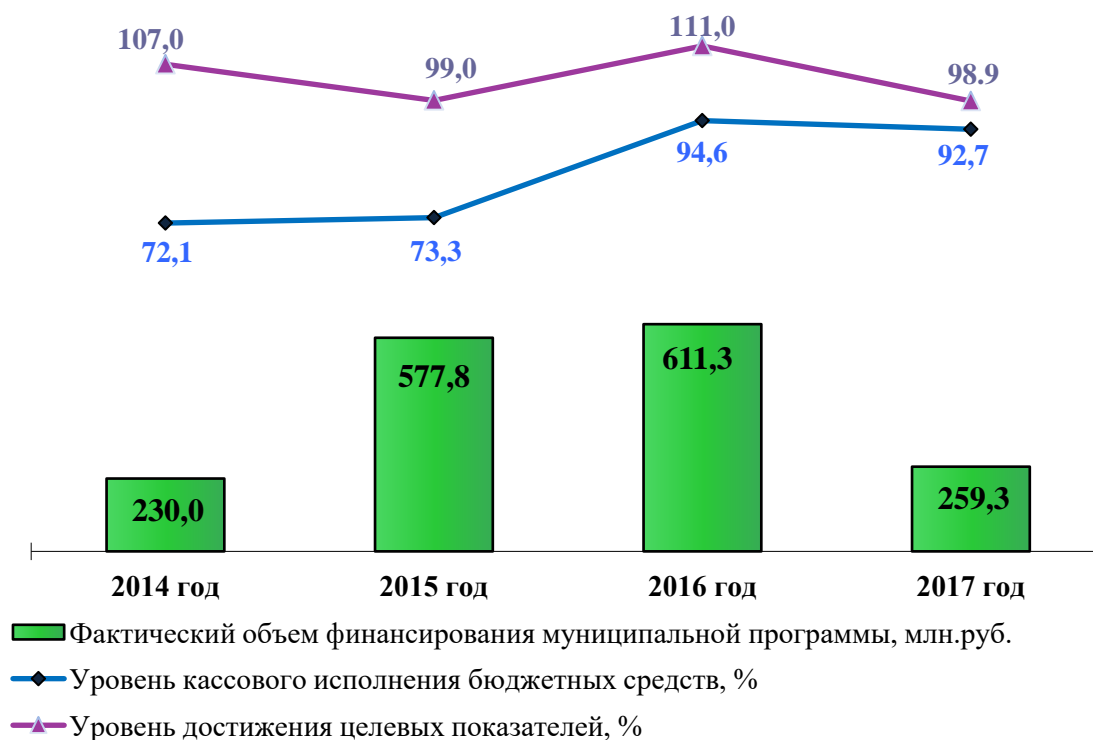 107,0
99,0
111,0
98.9
72,1
73,3
94,6
92,7
230,0
577,8
611,3
259,3
2014 год
2015 год
2016 год
2017 год
Фактический объем финансирования муниципальной программы, млн.руб.
Уровень кассового исполнения бюджетных средств, %
Уровень достижения целевых показателей, %